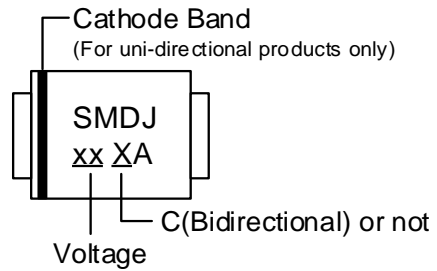 Cathode Band
(For uni-directional products only)
SMDJ
xx XA
C(Bidirectional) or not
Voltage